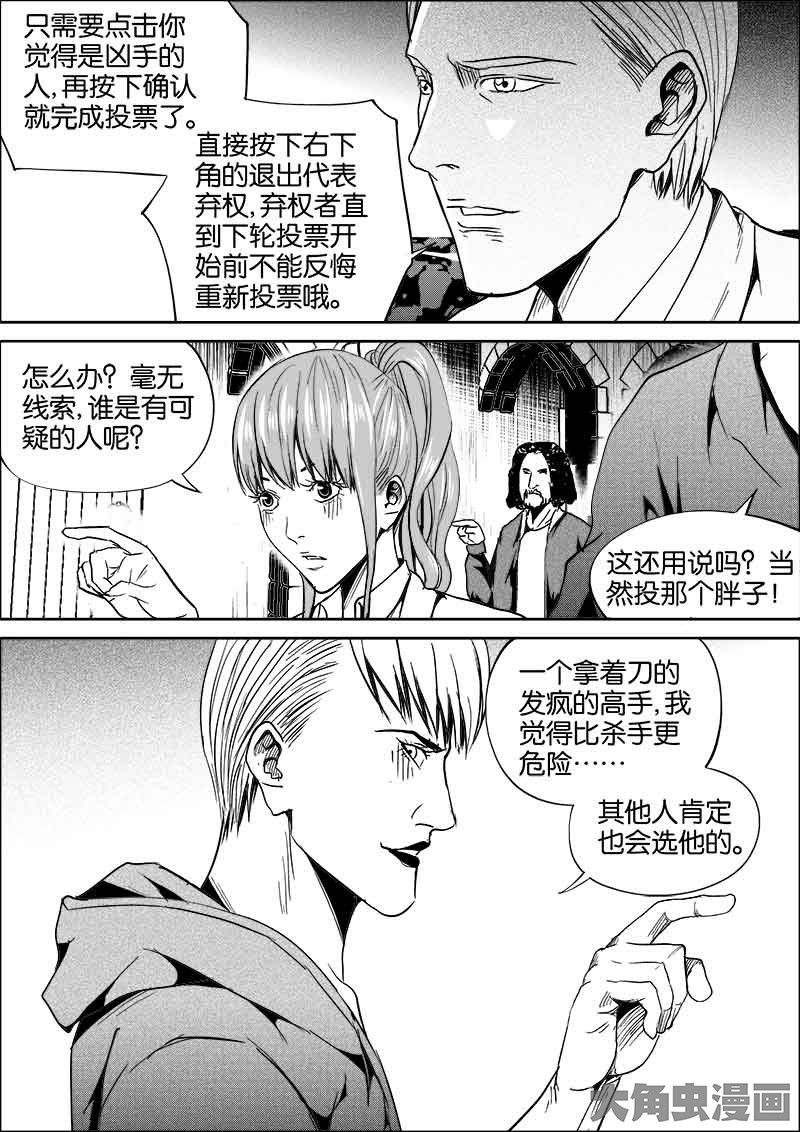 只需要点击你
觉得是凶手的
人,再按下确认
就完成投票了。
直接按下右下
角的退出代表
弃权,弃权者直
到下轮投票开
始前不能反悔
重新投票哦。
怎么办？毫无
线索,谁是有可
疑的人呢？
这还用说吗？当
然投那个胖子！
一个拿着刀的
发疯的高手,我
觉得比杀手更
危险……
其他人肯定
也会选他的。
大角虫漫画